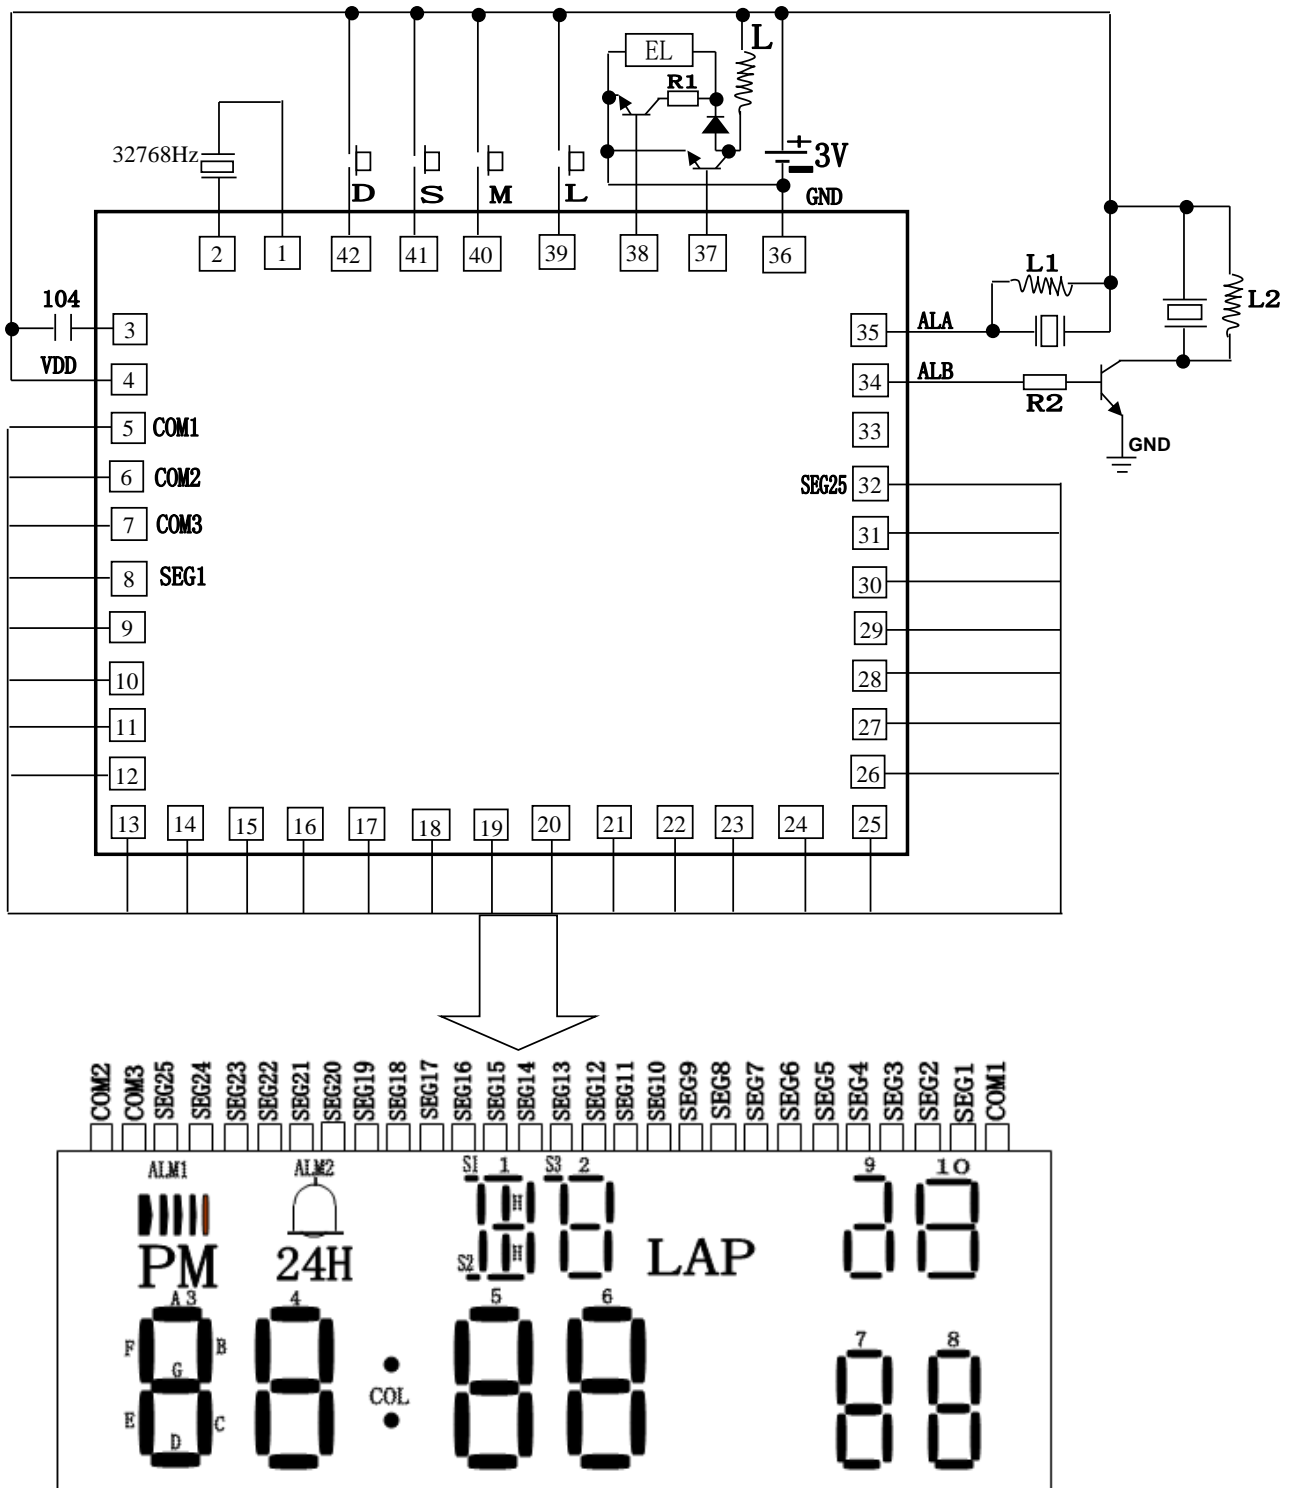 L
EL
R1
32768Hz
3V
D S M L
GND
2 1 42 41 40 39 38 37 36
L1
104
L2
3
35 ALA
VDD
4
34 ALB
R2
5 COM1
33
GND
6 COM2
SEG25 32
7 COM3
31
8 SEG1
30
9
29
10
28
11
27
12
26
13 14 15 16 17 18 19 20 21 22 23 24 25
COM2 COM3 SEG25 SEG24 SEG23 SEG22 SEG21 SEG20 SEG19 SEG18 SEG17 SEG16 SEG15 SEG14 SEG13 SEG12 SEG11 SEG10 SEG9 SEG8 SEG7 SEG6 SEG5 SEG4 SEG3 SEG2 SEG1 COM1
ALM1 ALM2 S1 1 S3 2 9 10
PM 24H S2 LAP
A 3 4 5 6
F B 7 8
G
COL
E C
D